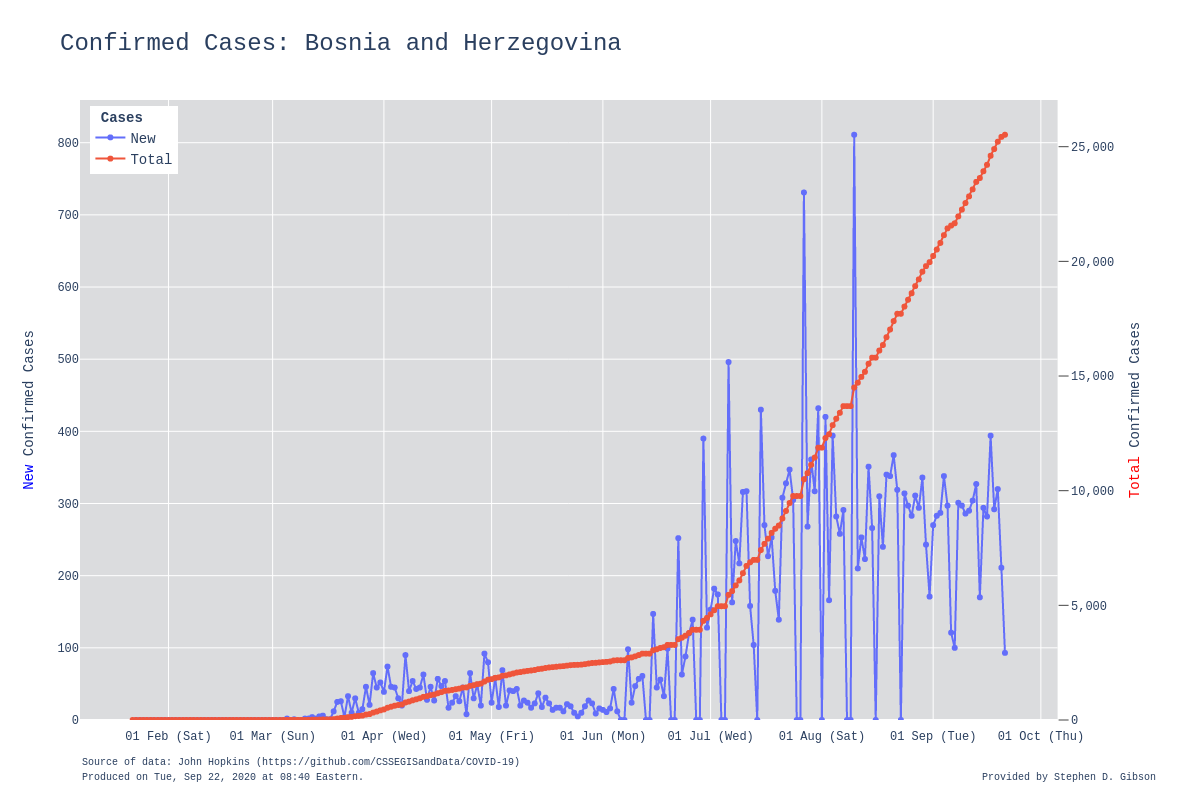 Confirmed Cases: Bosnia and Herzegovina
Cases
New
Total
800
700
600
500
400
300
200
100
0
25,000
20,000
15,000
10,000
5,000
0
New Confirmed Cases
Total Confirmed Cases
01 Feb (Sat) 01 Mar (Sun) 01 Apr (Wed) 01 May (Fri) 01 Jun (Mon) 01 Jul (Wed) 01 Aug (Sat) 01 Sep (Tue) 01 Oct (Thu)
Source of data: John Hopkins (https://github.com/CSSEGISandData/COVID-19)
Produced on Tue, Sep 22, 2020 at 08:40 Eastern.
Provided by Stephen D. Gibson